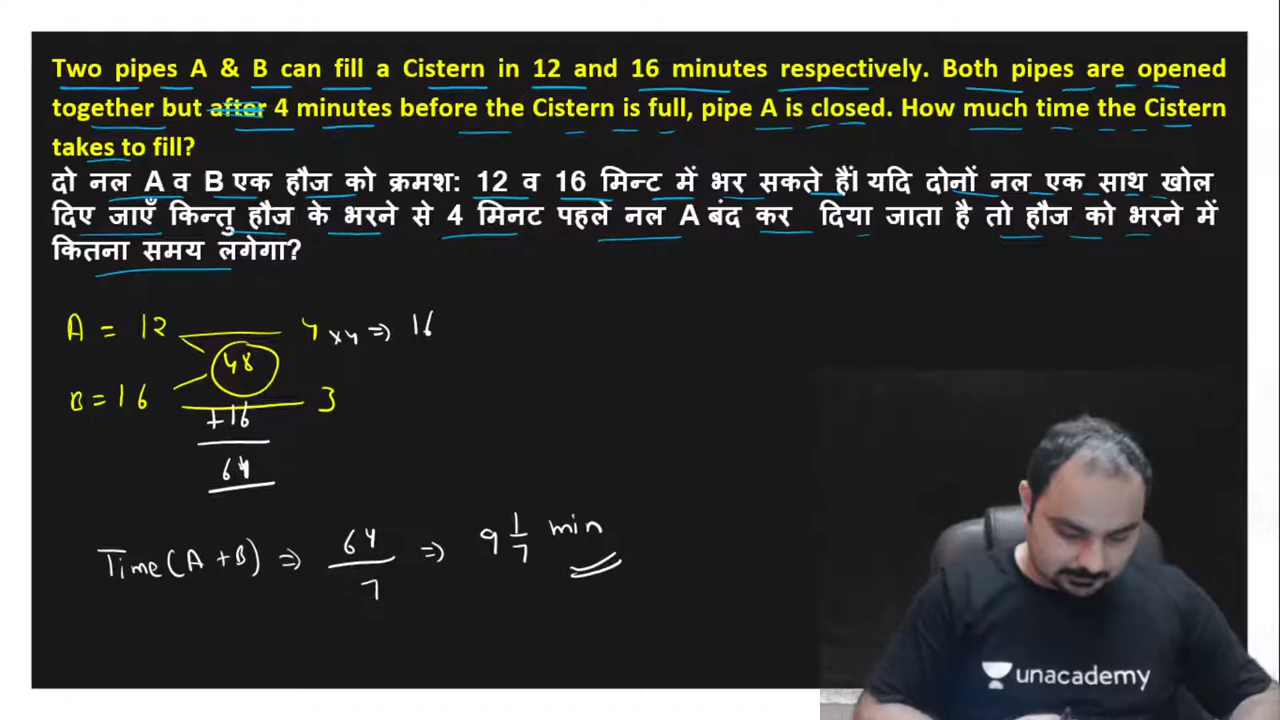 Two pipes A & B can fill a Cistern in 12 and 16 minutes respectively. Both pipes are opened
together but after 4 minutes before the Cistern is full, pipe A is closed. How much time the Cistern
takes to fill?
दो नल A व B एक हौज को क्रमश: 12 व 16 मिन्ट में भर सकते हैं। यदि दोनों नल एक साथ खोल
दिए जाएँ किन्तु हौज के भरने से 4 मिनट पहले नल A बंद कर दिया जाता है तो हौज को भरने में
कितना समय लगेगा?
A = 12 4 x4 => 16
48
B = 16 3
+16
64
Time (A+B) => 64/7 => 9 1/7 min
unacademy